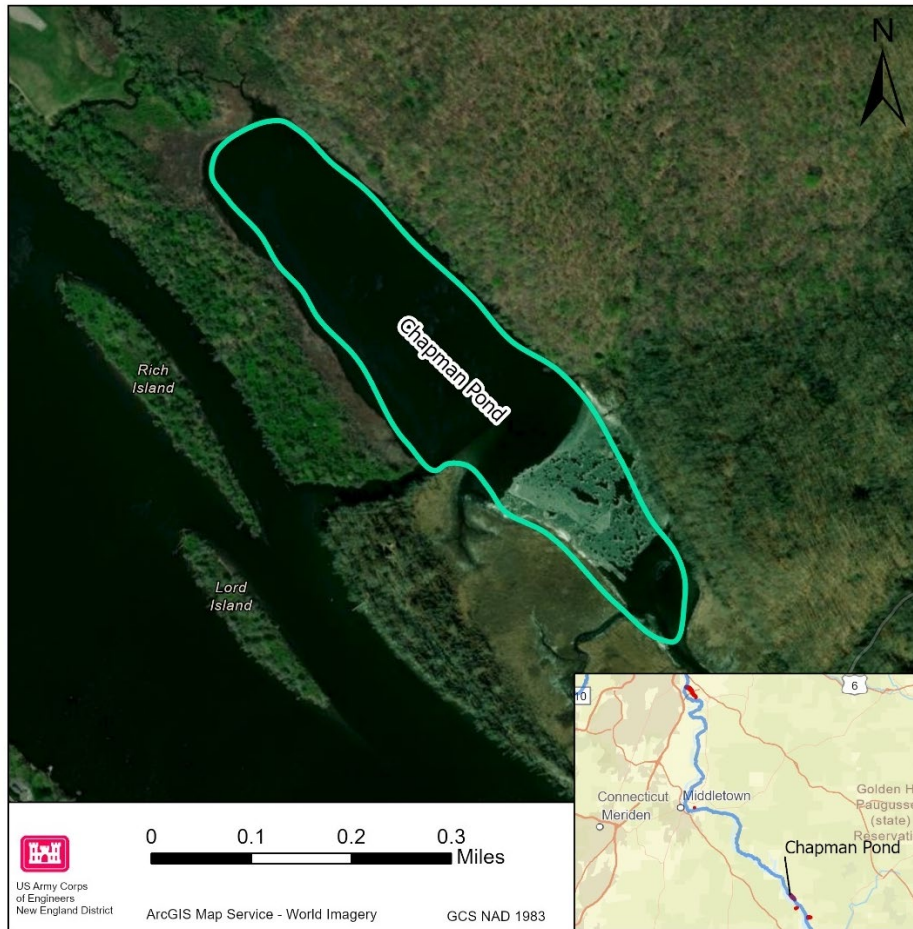 N
Chapman Pond
Rich
Island
Lord
Island
10
6
Connecticut
Middletown
Meriden
Golden H
Paugusse
(state)
Reservati
Chapman Pond
0
0.1
0.2
0.3
Miles
US Army Corps
of Engineers
New England District
ArcGIS Map Service - World Imagery
GCS NAD 1983